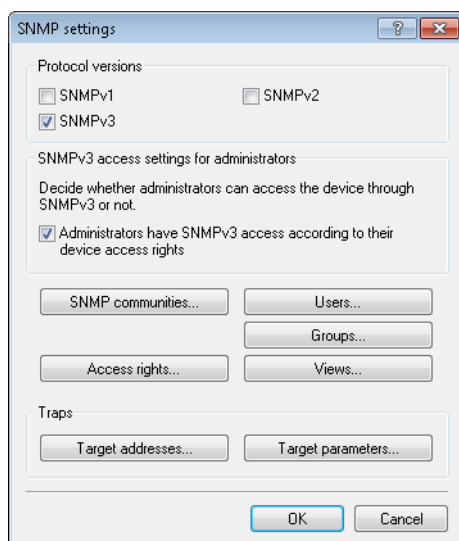 SNMP settings
Protocol versions
SNMPv1 SNMPv2
SNMPv3
SNMPv3 access settings for administrators
Decide whether administrators can access the device through
SNMPv3 or not.
Administrators have SNMPv3 access according to their
device access rights
SNMP communities... Users...
Groups...
Access rights... Views...
Traps
Target addresses... Target parameters...
OK Cancel